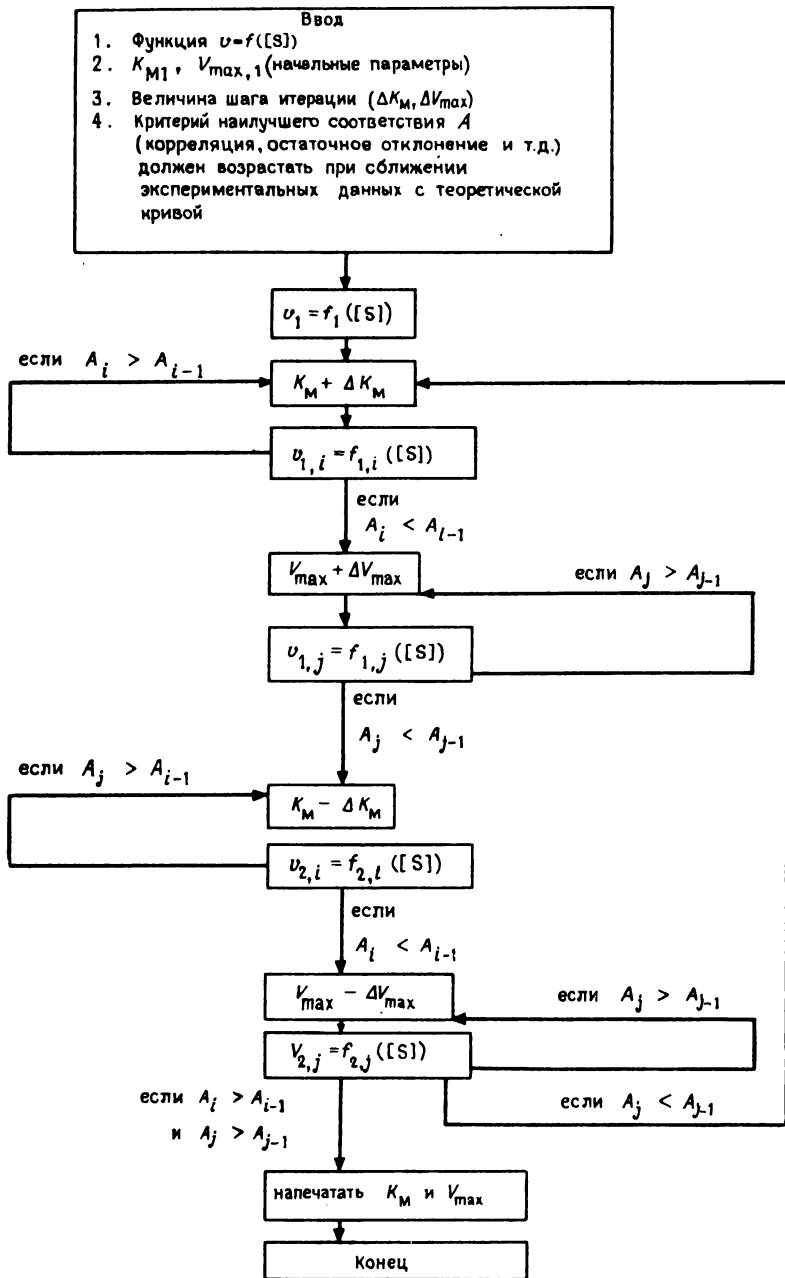 Ввод
1. Функция υ=f([S])
2. K_M1, V_max,1 (начальные параметры)
3. Величина шага итерации (ΔK_M, ΔV_max)
4. Критерий наилучшего соответствия A
(корреляция, остаточное отклонение и т.д.)
должен возрастать при сближении
экспериментальных данных с теоретической
кривой
υ_1 = f_1 ([S])
если A_i > A_i-1
K_M + ΔK_M
υ_1,i = f_1,i ([S])
если
A_i < A_i-1
V_max + ΔV_max
если A_j > A_j-1
υ_1,j = f_1,j ([S])
если
A_j < A_j-1
если A_j > A_i-1
K_M − ΔK_M
υ_2,i = f_2,i ([S])
если
A_i < A_i-1
V_max − ΔV_max
если A_j > A_j-1
V_2,j = f_2,j ([S])
если A_i > A_i-1
и A_j > A_j-1
если A_j < A_j-1
напечатать K_M и V_max
Конец